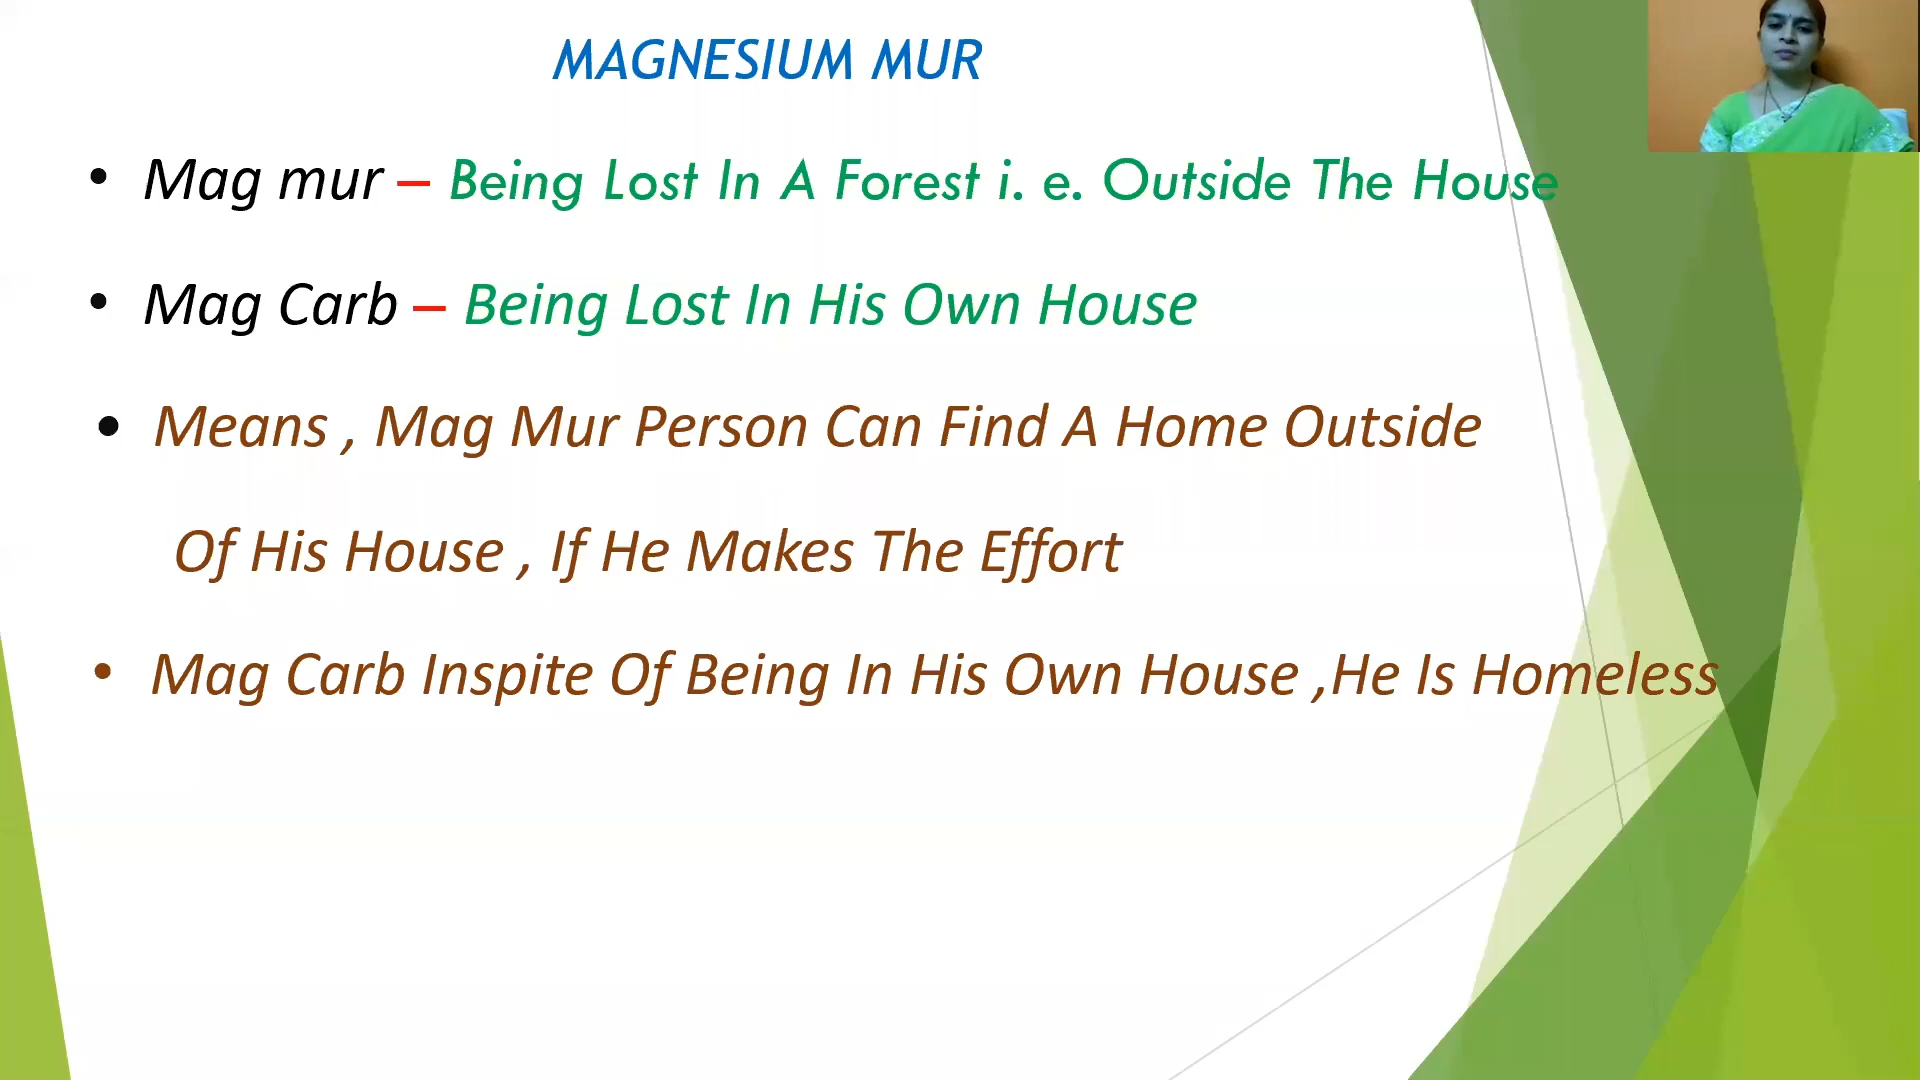 MAGNESIUM MUR
• Mag mur – Being Lost In A Forest i. e. Outside The House
• Mag Carb – Being Lost In His Own House
• Means , Mag Mur Person Can Find A Home Outside
Of His House , If He Makes The Effort
• Mag Carb Inspite Of Being In His Own House ,He Is Homeless